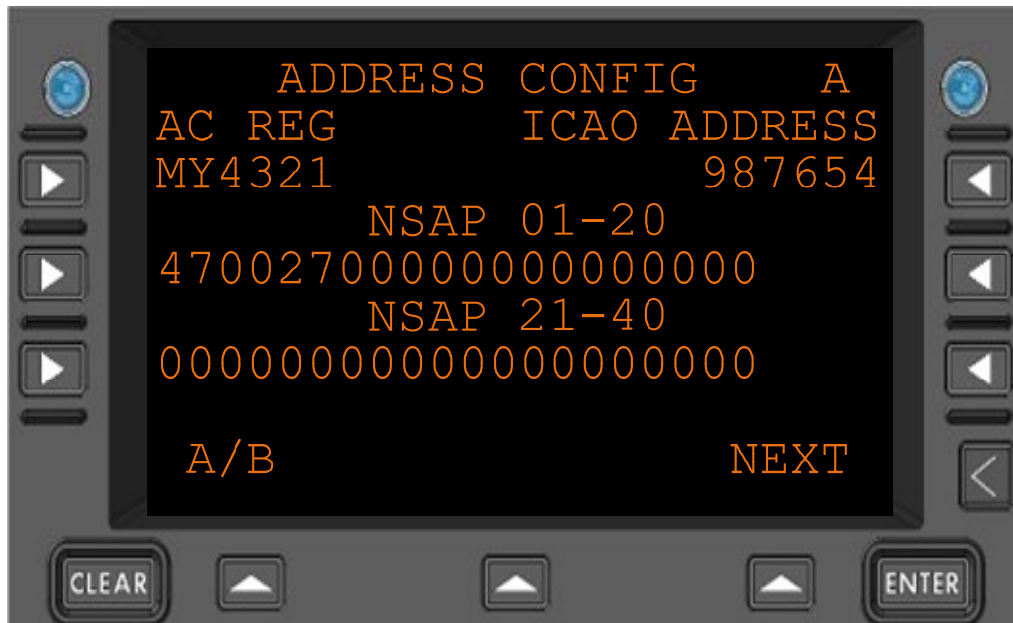 ADDRESS CONFIG A
AC REG ICAO ADDRESS
MY4321 987654
NSAP 01-20
47002700000000000000
NSAP 21-40
00000000000000000000
A/B NEXT
CLEAR ENTER